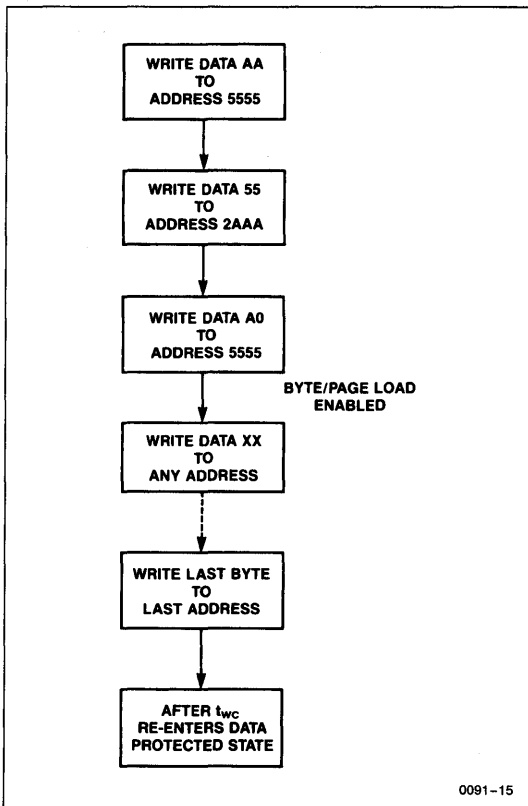 WRITE DATA AA
TO
ADDRESS 5555
WRITE DATA 55
TO
ADDRESS 2AAA
WRITE DATA A0
TO
ADDRESS 5555
BYTE/PAGE LOAD
ENABLED
WRITE DATA XX
TO
ANY ADDRESS
WRITE LAST BYTE
TO
LAST ADDRESS
AFTER twc
RE-ENTERS DATA
PROTECTED STATE
0091–15